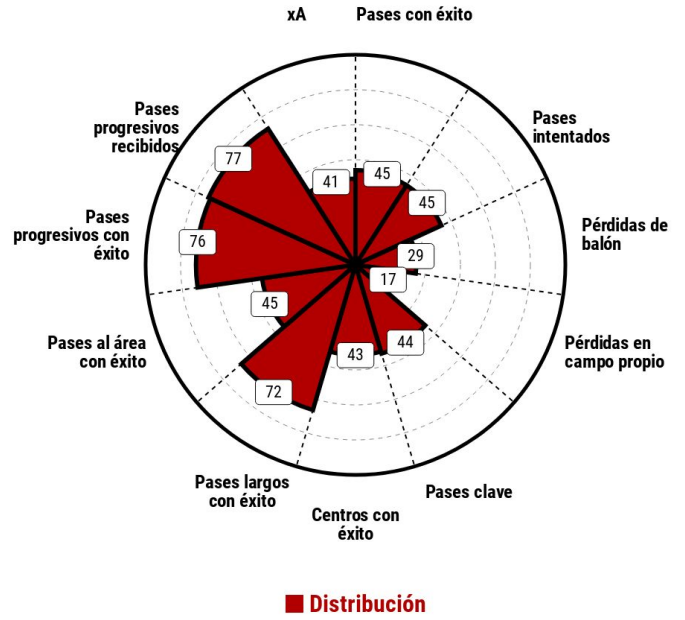 xA
Pases con éxito
Pases
progresivos
recibidos
Pases
intentados
77
41
45
45
Pases
progresivos con
éxito
76
Pérdidas de
balón
29
17
45
Pases al área
con éxito
Pérdidas en
campo propio
44
43
72
Pases largos
con éxito
Pases clave
Centros con
éxito
Distribución